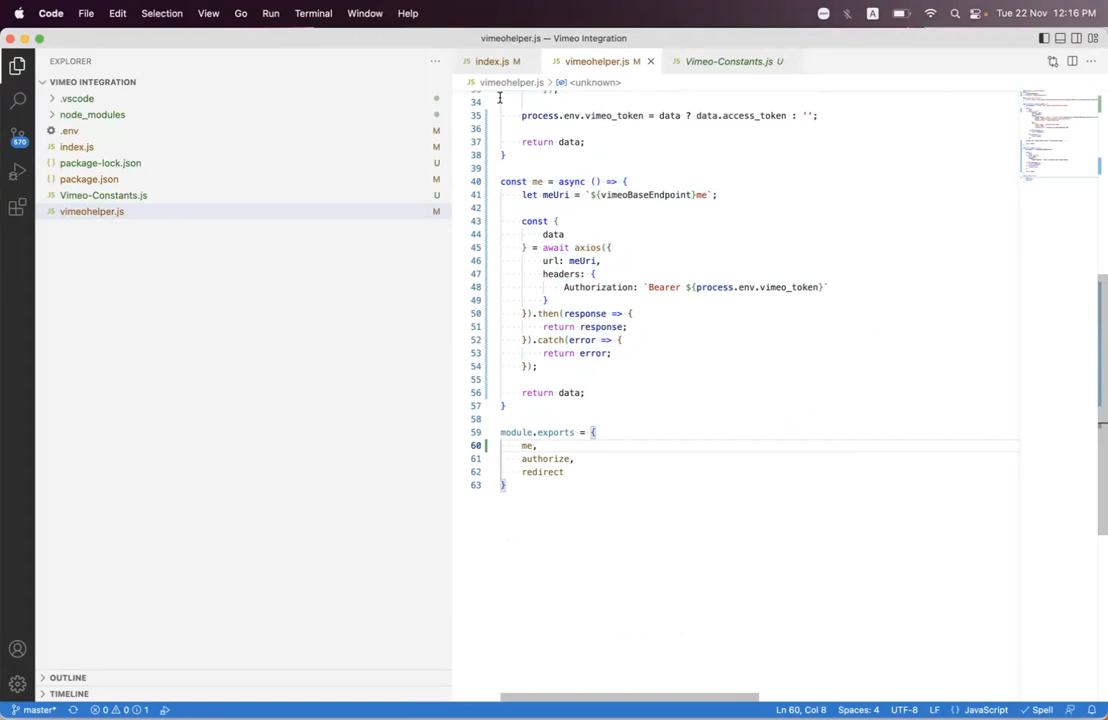 Code File Edit Selection View Go Run Terminal Window Help A Tue 22 Nov 12:16 PM
vimeohelper.js — Vimeo Integration
EXPLORER
index.js M
vimeohelper.js M
Vimeo-Constants.js U
VIMEO INTEGRATION
vimeohelper.js > <unknown>
.vscode
node_modules
.env M
index.js M
package-lock.json U
package.json M
Vimeo-Constants.js U
vimeohelper.js M
570
34
35 process.env.vimeo_token = data ? data.access_token : '';
36
37 return data;
38 }
39
40 const me = async () => {
41 let meUri = `${vimeoBaseEndpoint}me`;
42
43 const {
44 data
45 } = await axios({
46 url: meUri,
47 headers: {
48 Authorization: `Bearer ${process.env.vimeo_token}`
49 }
50 }).then(response => {
51 return response;
52 }).catch(error => {
53 return error;
54 });
55
56 return data;
57 }
58
59 module.exports = {
60 me,
61 authorize,
62 redirect
63 }
OUTLINE
TIMELINE
master* 0 0 1 Ln 60, Col 8 Spaces: 4 UTF-8 LF {} JavaScript Spell